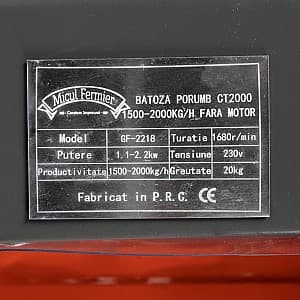 Micul Fermier
BATOZA PORUMB CT2000
1500-2000KG/H FARA MOTOR
Model GF-2218 Turatie 1680r/min
Putere 1.1-2.2kw Tensiune 230v
Productivitate 1500-2000kg/h Greutate 20kg
Fabricat in P.R.C. CE